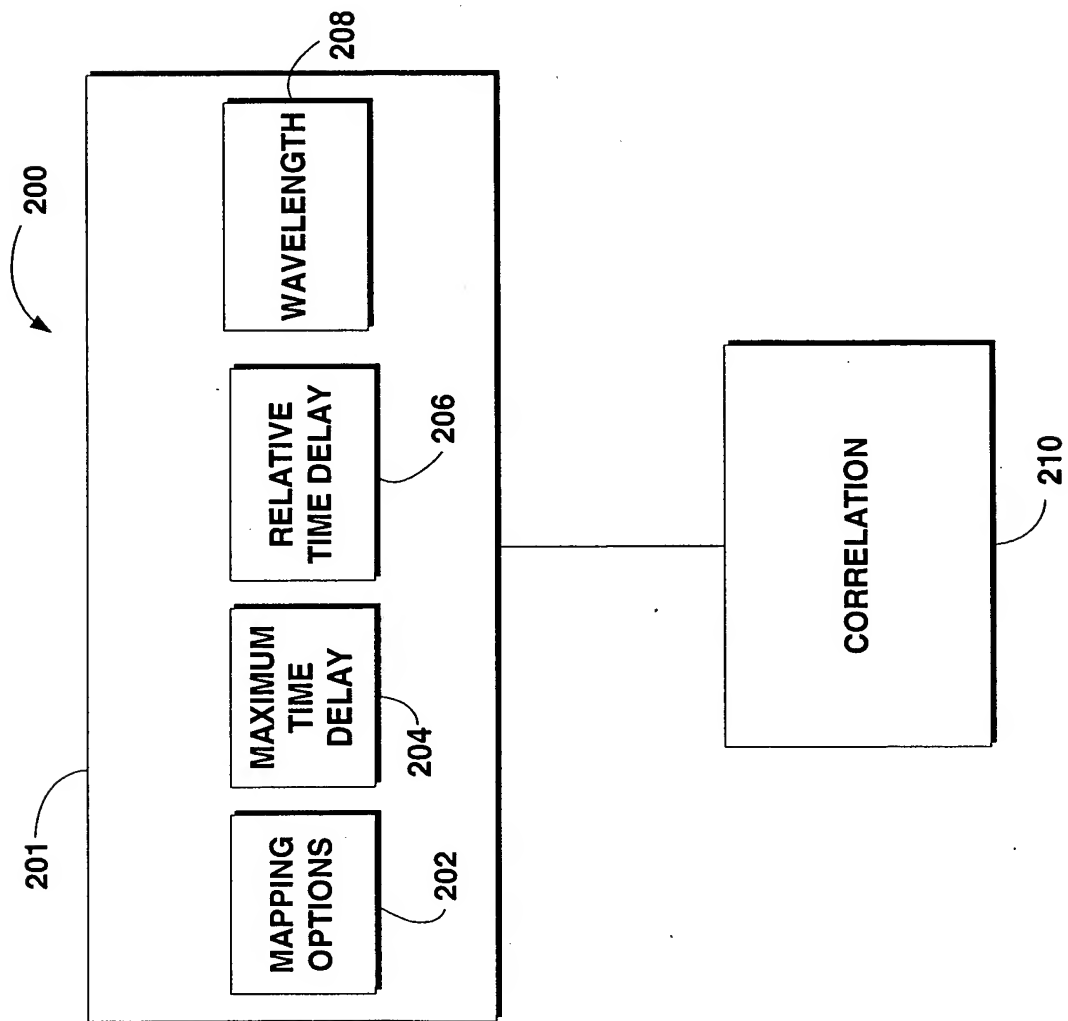 200
201
MAPPING
OPTIONS
202
MAXIMUM
TIME
DELAY
204
RELATIVE
TIME DELAY
206
WAVELENGTH
208
CORRELATION
210